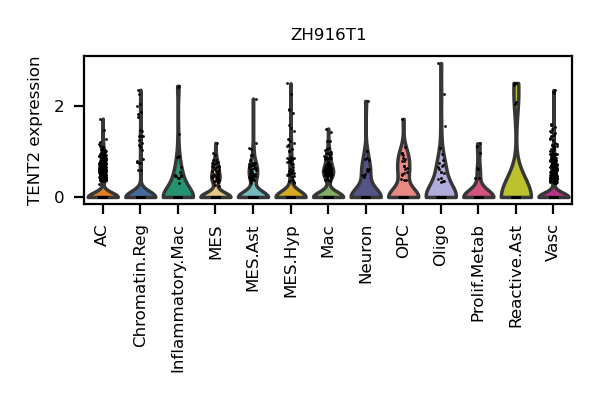 ZH916T1
TENT2 expression
2
0
AC
Chromatin.Reg
Inflammatory.Mac
MES
MES.Ast
MES.Hyp
Mac
Neuron
OPC
Oligo
Prolif.Metab
Reactive.Ast
Vasc